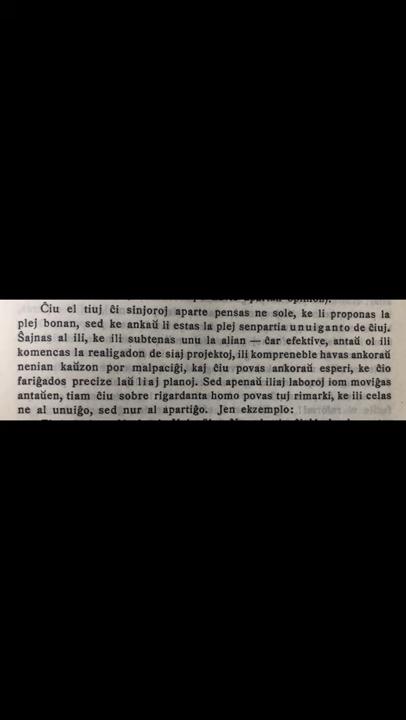 opinion).
Ĉiu el tiuj ĉi sinjoroj aparte pensas ne sole, ke li proponas la
plej bonan, sed ke ankaŭ li estas la plej senpartia unuiganto de ĉiuj.
Ŝajnas al ili, ke ili subtenas unu la alian — ĉar efektive, antaŭ ol ili
komencas la realigadon de siaj projektoj, ili kompreneble havas ankoraŭ
nenian kaŭzon por malpaciĝi, kaj ĉiu povas ankoraŭ esperi, ke ĉio
fariĝados precize laŭ liaj planoj. Sed apenaŭ iliaj laboroj iom moviĝas
antaŭen, tiam ĉiu sobre rigardanta homo povas tuj rimarki, ke ili celas
ne al unuiĝo, sed nur al apartiĝo. Jen ekzemplo: